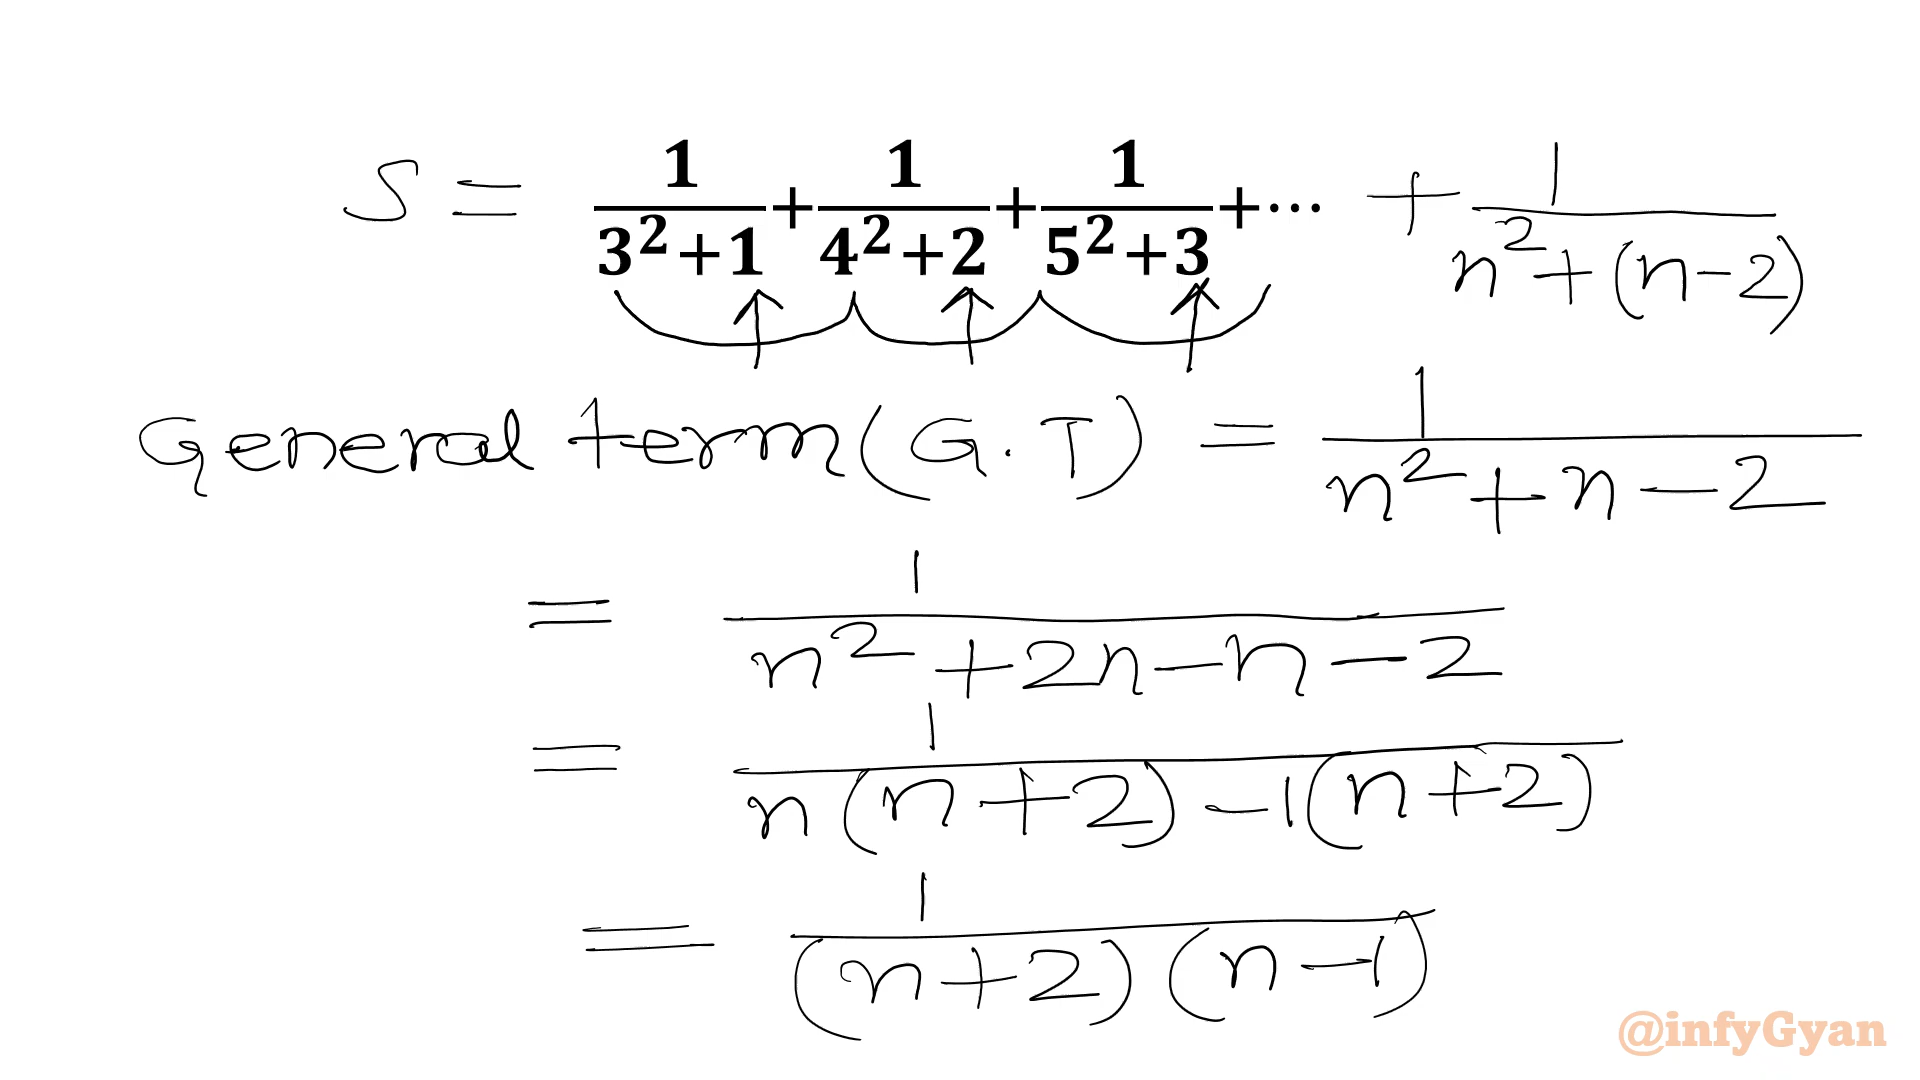 S = 1/(3²+1) + 1/(4²+2) + 1/(5²+3) + ⋯ + 1/(n²+(n-2))
General term (G.T) = 1/(n²+n-2)
= 1/(n²+2n-n-2)
= 1/(n(n+2)-1(n+2))
= 1/((n+2)(n-1))
@infyGyan